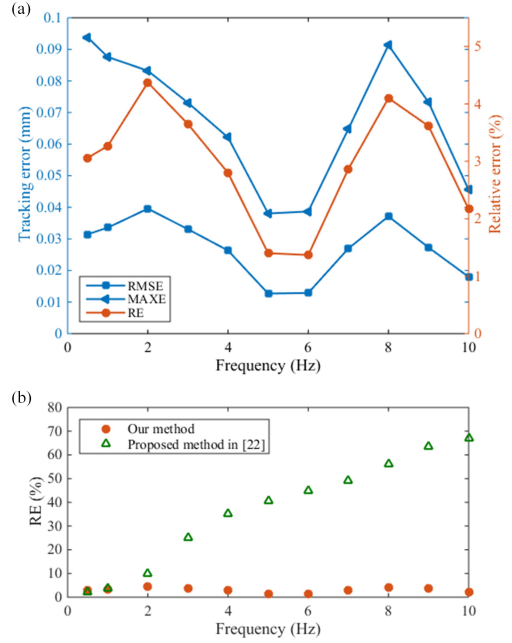 (a)
0.1
0.09
0.08
0.07
0.06
0.05
0.04
0.03
0.02
0.01
0
Tracking error (mm)
5
4
3
2
1
0
Relative error (%)
RMSE
MAXE
RE
0 2 4 6 8 10
Frequency (Hz)
(b)
80
70
60
50
40
30
20
10
0
RE (%)
Our method
Proposed method in [22]
0 2 4 6 8 10
Frequency (Hz)